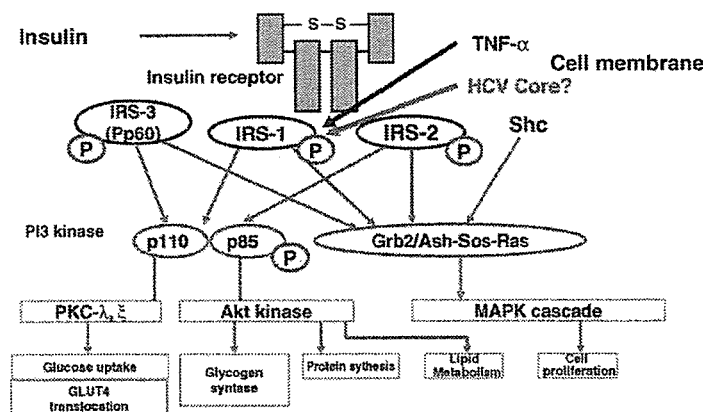 Insulin
S-S
TNF-α
Insulin receptor
Cell membrane
HCV Core?
IRS-3
(Pp60)
P
IRS-1
P
IRS-2
P
Shc
PI3 kinase
p110
p85
P
Grb2/Ash-Sos-Ras
PKC-λ, ξ
Akt kinase
MAPK cascade
Glucose uptake
GLUT4
translocation
Glycogen
syntase
Protein sythesis
Lipid
Metabolism
Cell
proliferation